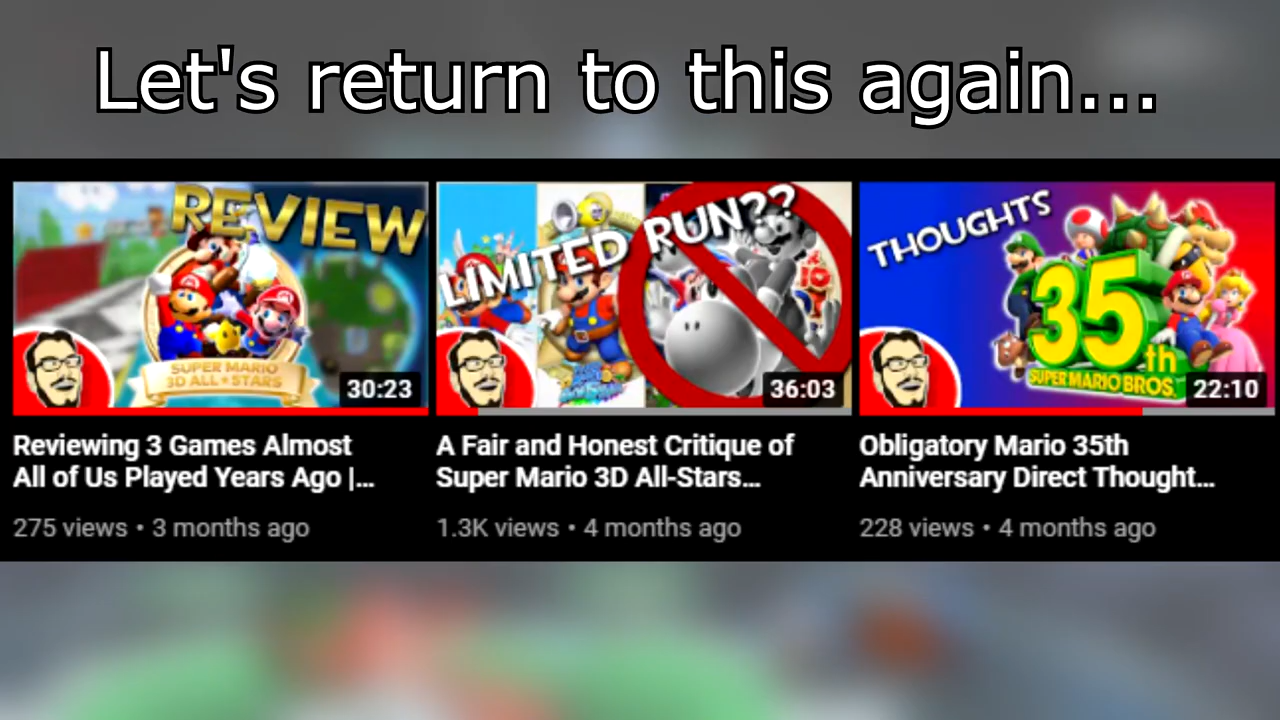 Let's return to this again...
REVIEW
SUPER MARIO
3D ALL★STARS
30:23
LIMITED RUN??
36:03
THOUGHTS
35th
SUPER MARIO BROS.
22:10
Reviewing 3 Games Almost
All of Us Played Years Ago |...
275 views • 3 months ago
A Fair and Honest Critique of
Super Mario 3D All-Stars...
1.3K views • 4 months ago
Obligatory Mario 35th
Anniversary Direct Thought...
228 views • 4 months ago